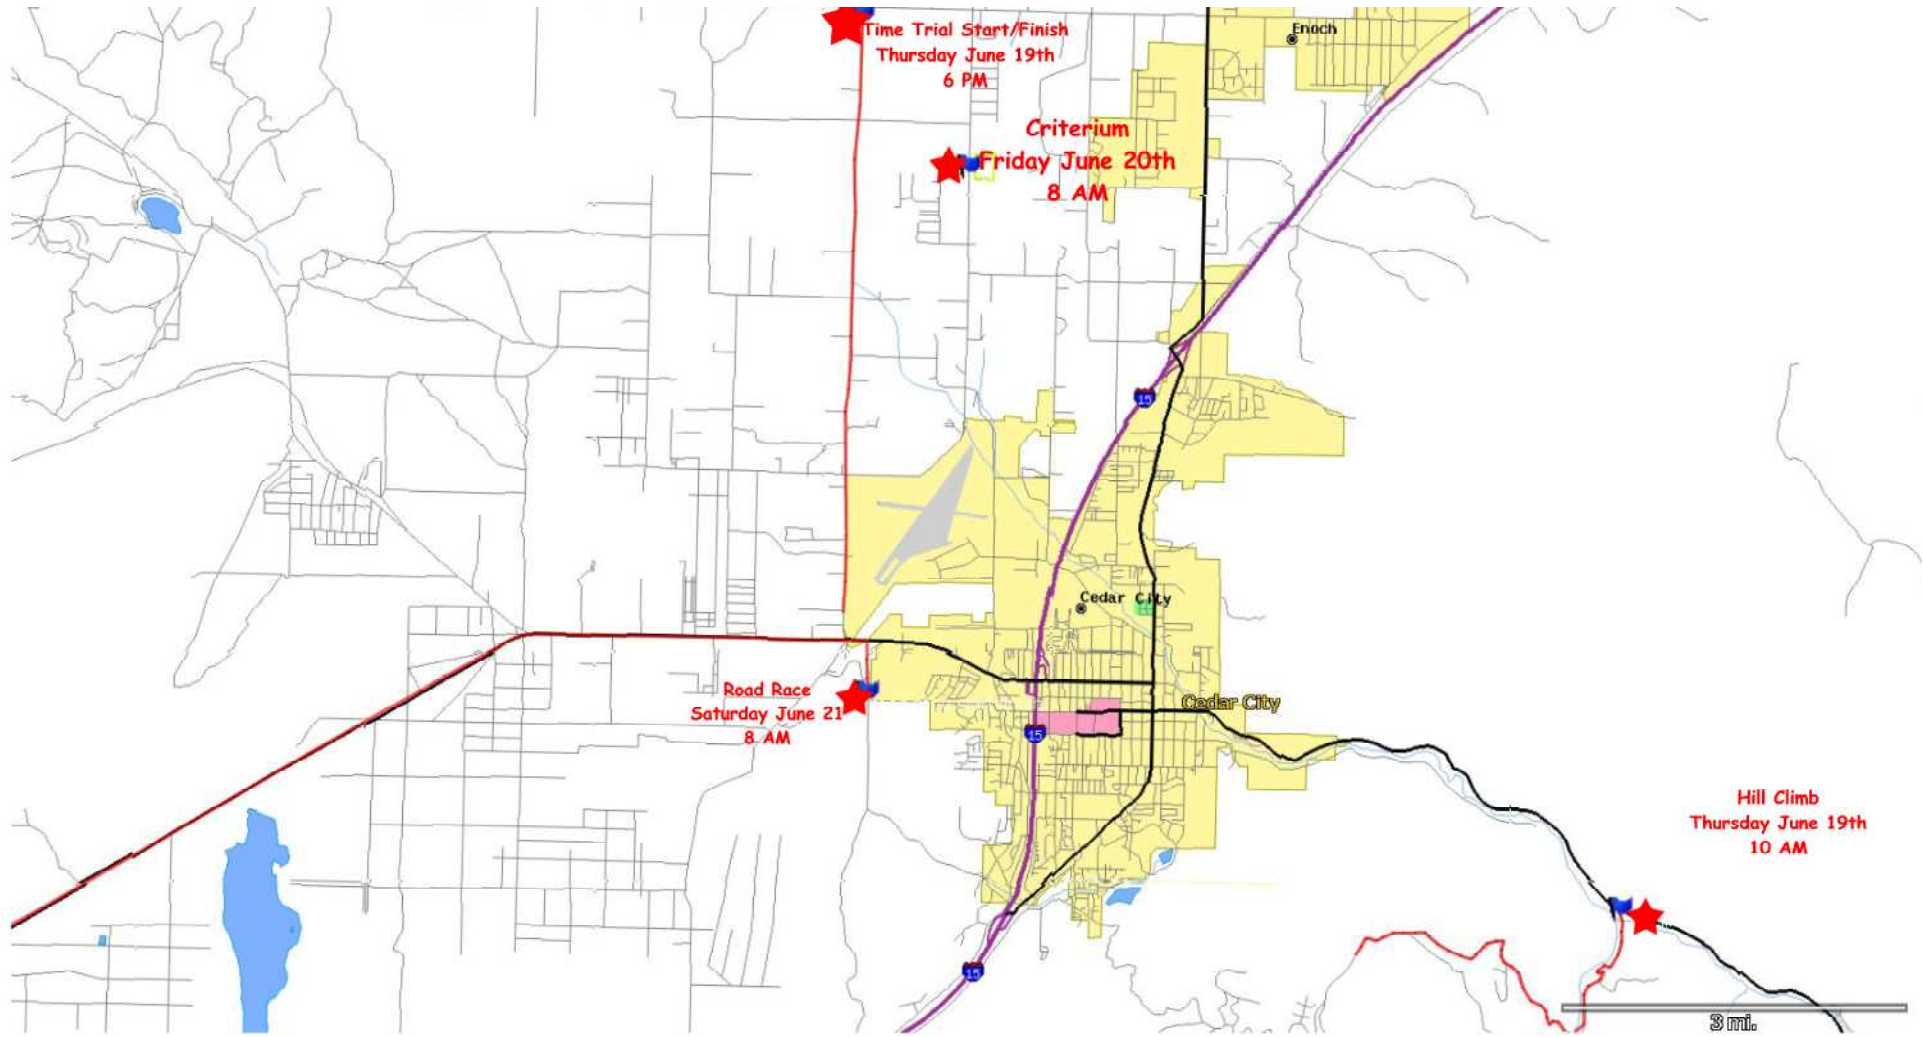 Time Trial Start/Finish
Thursday June 19th
6 PM
Enoch
Criterium
Friday June 20th
8 AM
15
Cedar City
Road Race
Saturday June 21
8 AM
Cedar City
15
Hill Climb
Thursday June 19th
10 AM
15
3 mi.